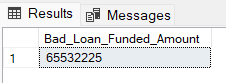 Results Messages
Bad_Loan_Funded_Amount
1 65532225